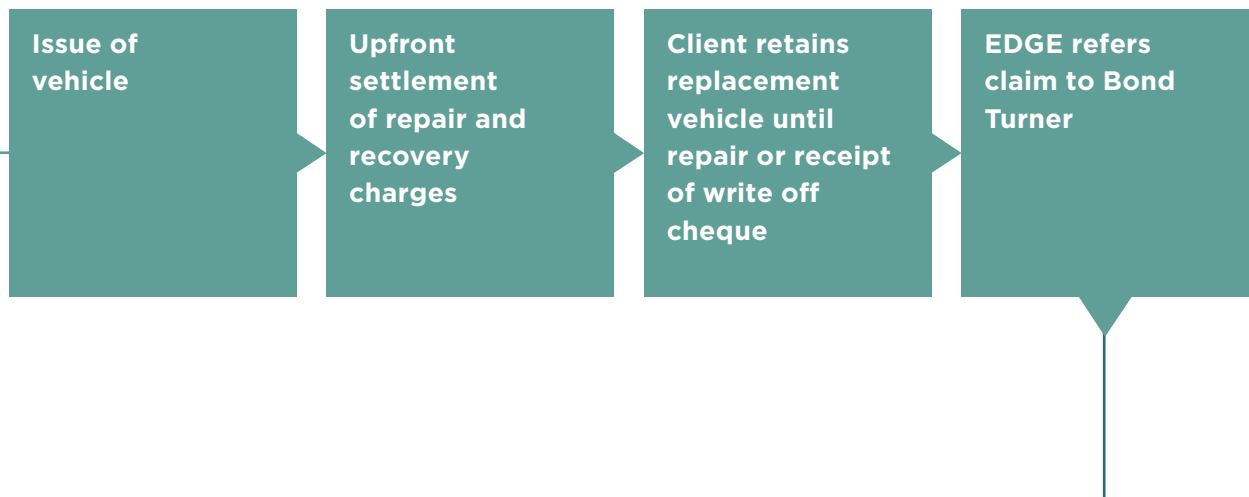 Issue of
vehicle
Upfront
settlement
of repair and
recovery
charges
Client retains
replacement
vehicle until
repair or receipt
of write off
cheque
EDGE refers
claim to Bond
Turner